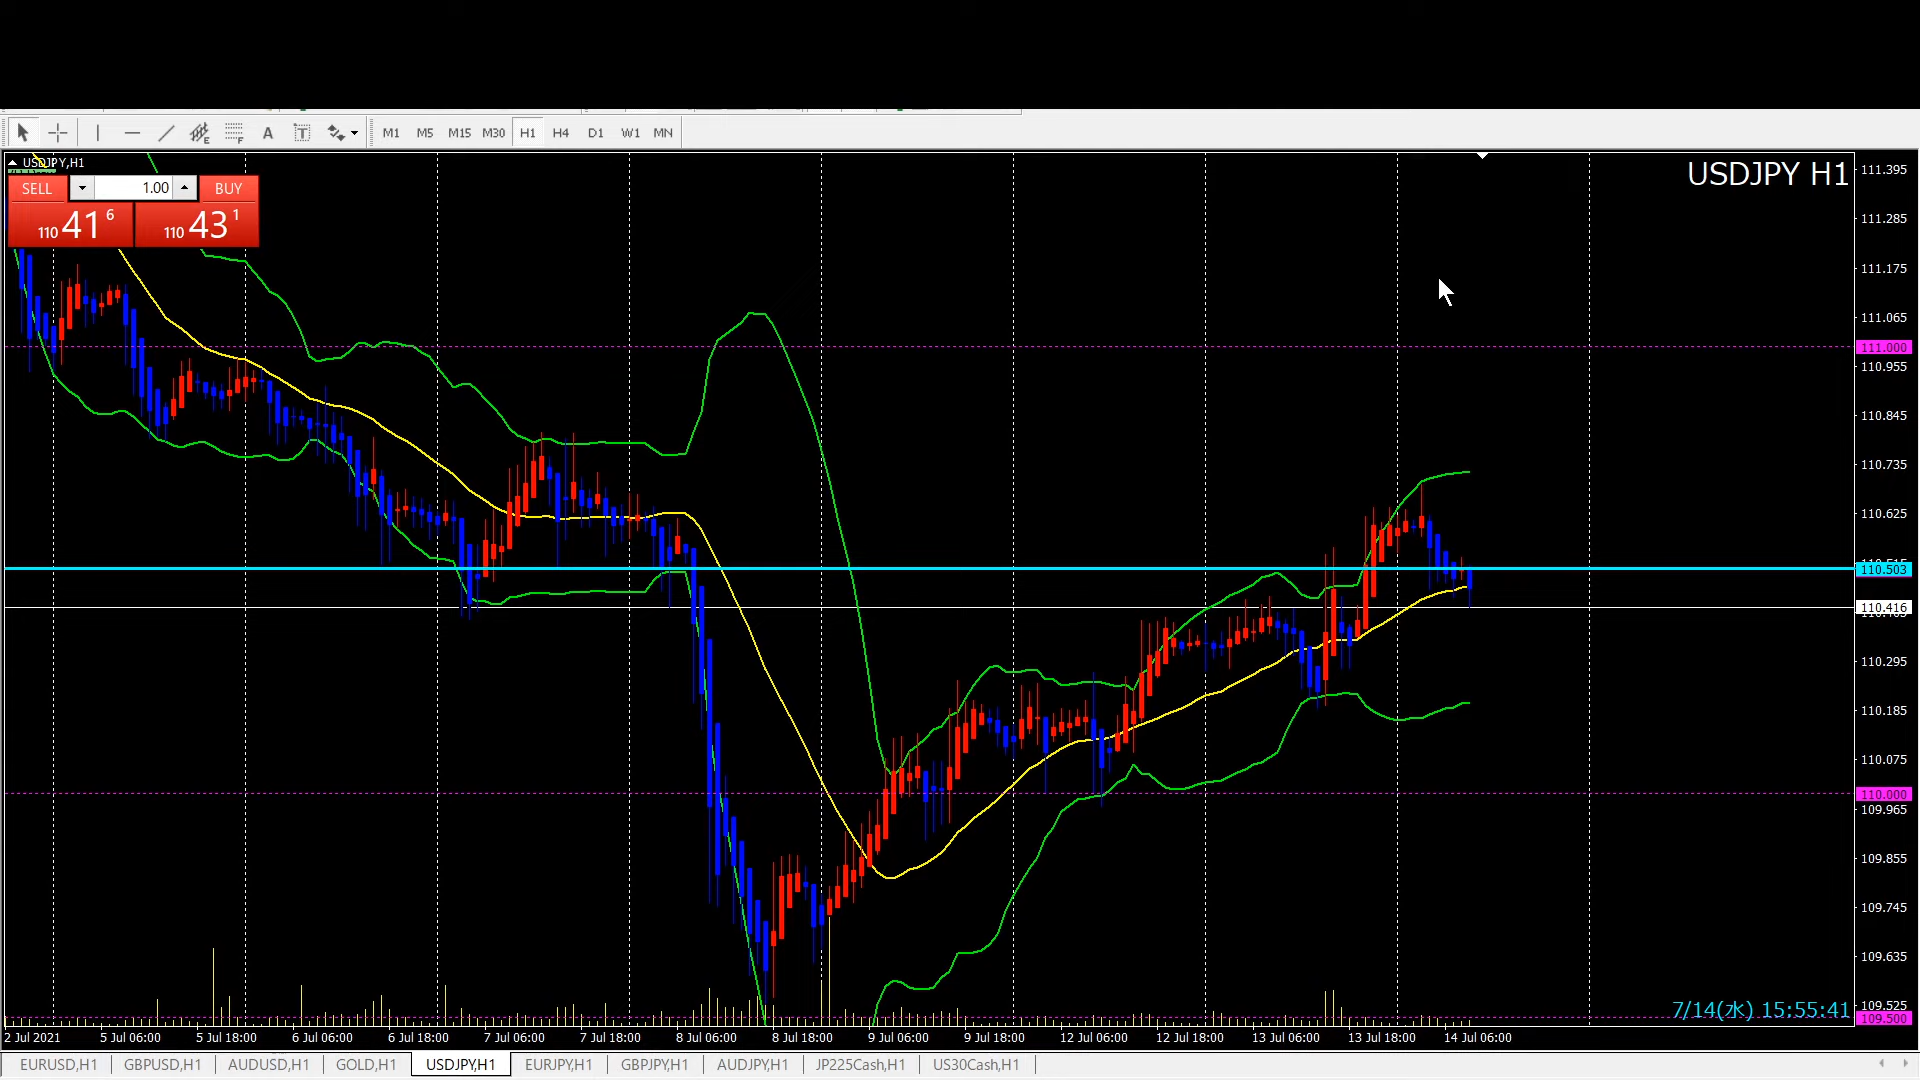 A T M1 M5 M15 M30 H1 H4 D1 W1 MN
USDJPY,H1
SELL 1.00 BUY
110 41 6 110 43 1
USDJPY H1
111.395
111.285
111.175
111.065
111.000
110.955
110.845
110.735
110.625
110.503
110.416
110.295
110.185
110.075
110.000
109.965
109.855
109.745
109.635
109.525
109.500
7/14(水) 15:55:41
2 Jul 2021 5 Jul 06:00 5 Jul 18:00 6 Jul 06:00 6 Jul 18:00 7 Jul 06:00 7 Jul 18:00 8 Jul 06:00 8 Jul 18:00 9 Jul 06:00 9 Jul 18:00 12 Jul 06:00 12 Jul 18:00 13 Jul 06:00 13 Jul 18:00 14 Jul 06:00
EURUSD,H1 GBPUSD,H1 AUDUSD,H1 GOLD,H1 USDJPY,H1 EURJPY,H1 GBPJPY,H1 AUDJPY,H1 JP225Cash,H1 US30Cash,H1